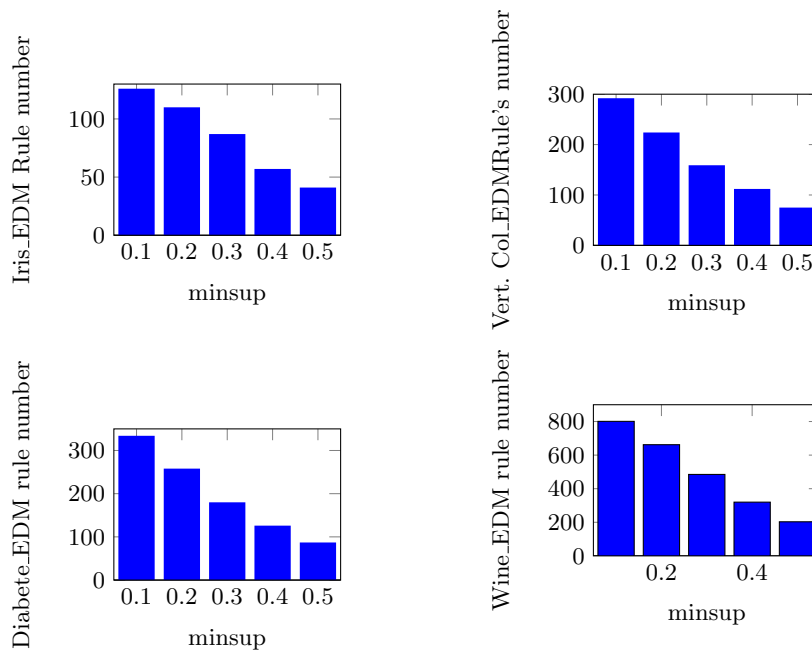 Iris_EDM Rule number
100
50
0
0.1 0.2 0.3 0.4 0.5
minsup
Vert. Col_EDMRule's number
300
200
100
0
0.1 0.2 0.3 0.4 0.5
minsup
Diabete_EDM rule number
300
200
100
0
0.1 0.2 0.3 0.4 0.5
minsup
Wine_EDM rule number
800
600
400
200
0
0.2 0.4
minsup